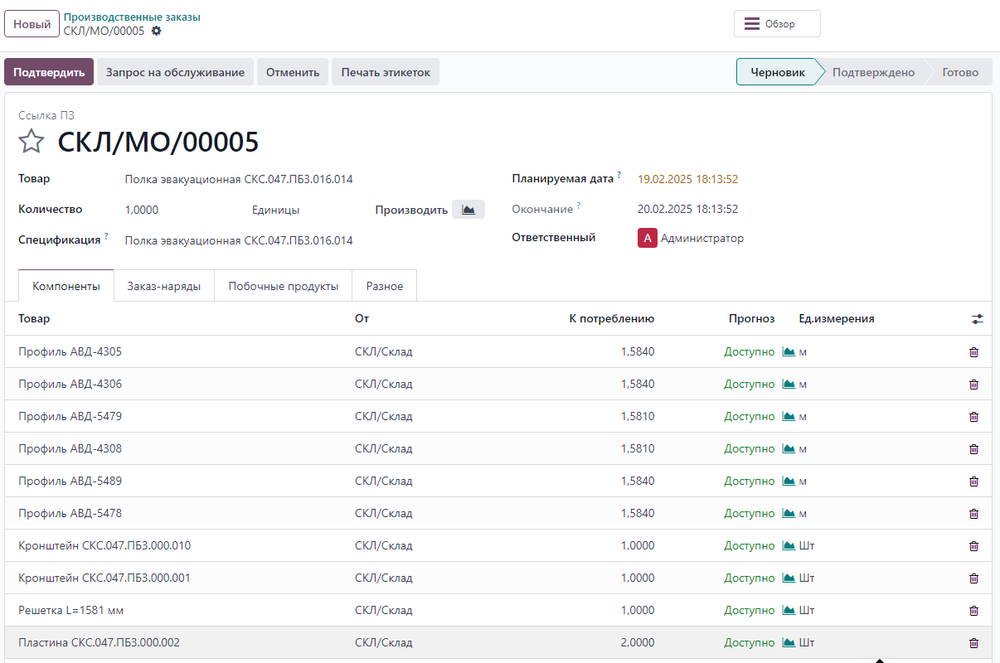 Новый
Производственные заказы
СКЛ/МО/00005
Обзор
Подтвердить Запрос на обслуживание Отменить Печать этикеток Черновик Подтверждено Готово
Ссылка ПЗ
СКЛ/МО/00005
Товар Полка эвакуационная СКС.047.ПБЗ.016.014 Планируемая дата ? 19.02.2025 18:13:52
Количество 1,0000 Единицы Производить Окончание ? 20.02.2025 18:13:52
Спецификация ? Полка эвакуационная СКС.047.ПБЗ.016.014 Ответственный А Администратор
Компоненты Заказ-наряды Побочные продукты Разное
Товар От К потреблению Прогноз Ед.измерения
Профиль АВД-4305 СКЛ/Склад 1,5840 Доступно м
Профиль АВД-4306 СКЛ/Склад 1,5840 Доступно м
Профиль АВД-5479 СКЛ/Склад 1,5810 Доступно м
Профиль АВД-4308 СКЛ/Склад 1,5810 Доступно м
Профиль АВД-5489 СКЛ/Склад 1,5840 Доступно м
Профиль АВД-5478 СКЛ/Склад 1,5840 Доступно м
Кронштейн СКС.047.ПБЗ.000.010 СКЛ/Склад 1,0000 Доступно Шт
Кронштейн СКС.047.ПБЗ.000.001 СКЛ/Склад 1,0000 Доступно Шт
Решетка L=1581 мм СКЛ/Склад 1,0000 Доступно Шт
Пластина СКС.047.ПБЗ.000.002 СКЛ/Склад 2,0000 Доступно Шт